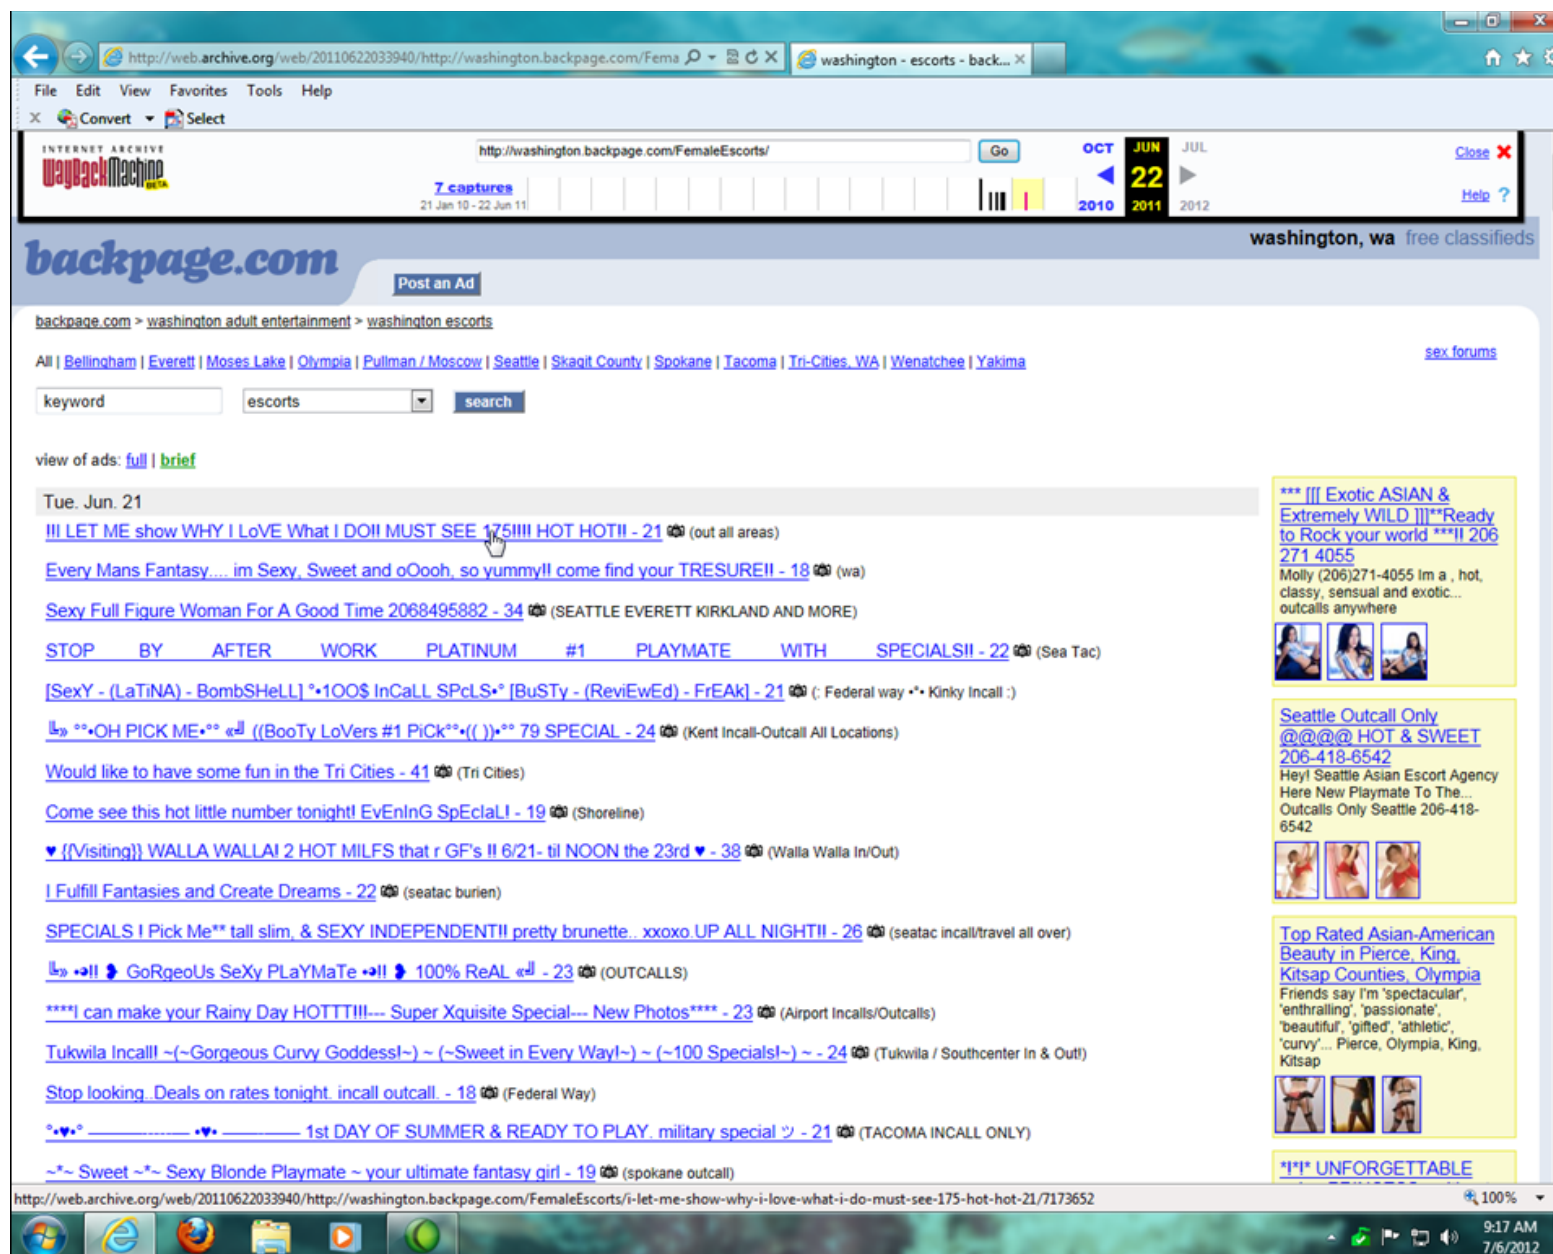 http://web.archive.org/web/20110622033940/http://washington.backpage.com/Fema
washington - escorts - back...
File Edit View Favorites Tools Help
Convert Select
INTERNET ARCHIVE
WayBackMachine
BETA
http://washington.backpage.com/FemaleEscorts/ Go
7 captures
21 Jan 10 - 22 Jun 11
OCT JUN JUL
22
2010 2011 2012
Close
Help ?
backpage.com
washington, wa free classifieds
Post an Ad
backpage.com > washington adult entertainment > washington escorts
All | Bellingham | Everett | Moses Lake | Olympia | Pullman / Moscow | Seattle | Skagit County | Spokane | Tacoma | Tri-Cities, WA | Wenatchee | Yakima
sex forums
keyword escorts search
view of ads: full | brief
Tue. Jun. 21
!!! LET ME show WHY I LoVE What I DO!! MUST SEE 175!!!! HOT HOT!! - 21 (out all areas)
Every Mans Fantasy.... im Sexy, Sweet and oOooh, so yummy!! come find your TRESURE!! - 18 (wa)
Sexy Full Figure Woman For A Good Time 2068495882 - 34 (SEATTLE EVERETT KIRKLAND AND MORE)
STOP BY AFTER WORK PLATINUM #1 PLAYMATE WITH SPECIALS!! - 22 (Sea Tac)
[SexY - (LaTiNA) - BombSHeLL] °•1OO$ InCaLL SPcLS•° [BuSTy - (ReviEwEd) - FrEAk] - 21 (: Federal way •*• Kinky Incall :)
╚» °°•OH PICK ME•°° «╝ ((BooTy LoVers #1 PiCk°°•(( ))•°° 79 SPECIAL - 24 (Kent Incall-Outcall All Locations)
Would like to have some fun in the Tri Cities - 41 (Tri Cities)
Come see this hot little number tonight! EvEnInG SpEcIaL! - 19 (Shoreline)
♥ {{Visiting}} WALLA WALLA! 2 HOT MILFS that r GF's !! 6/21- til NOON the 23rd ♥ - 38 (Walla Walla In/Out)
I Fulfill Fantasies and Create Dreams - 22 (seatac burien)
SPECIALS ! Pick Me** tall slim, & SEXY INDEPENDENT!! pretty brunette.. xxoxo.UP ALL NIGHT!! - 26 (seatac incall/travel all over)
╚» •◕!! ❥ GoRgeoUs SeXy PLaYMaTe •◕!! ❥ 100% ReAL «╝ - 23 (OUTCALLS)
****I can make your Rainy Day HOTTT!!!--- Super Xquisite Special--- New Photos**** - 23 (Airport Incalls/Outcalls)
Tukwila Incall! ~(~Gorgeous Curvy Goddess!~) ~ (~Sweet in Every Way!~) ~ (~100 Specials!~) ~ - 24 (Tukwila / Southcenter In & Out!)
Stop looking..Deals on rates tonight. incall outcall. - 18 (Federal Way)
°•♥•° ———-----—— •♥• ———--——— 1st DAY OF SUMMER & READY TO PLAY. military special ツ - 21 (TACOMA INCALL ONLY)
~*~ Sweet ~*~ Sexy Blonde Playmate ~ your ultimate fantasy girl - 19 (spokane outcall)
*** [[[ Exotic ASIAN &
Extremely WILD ]]]**Ready
to Rock your world ***!! 206
271 4055
Molly (206)271-4055 Im a , hot,
classy, sensual and exotic...
outcalls anywhere
Seattle Outcall Only
@@@@ HOT & SWEET
206-418-6542
Hey! Seattle Asian Escort Agency
Here New Playmate To The...
Outcalls Only Seattle 206-418-
6542
Top Rated Asian-American
Beauty in Pierce, King,
Kitsap Counties, Olympia
Friends say I'm 'spectacular',
'enthralling', 'passionate',
'beautiful', 'gifted', 'athletic',
'curvy'... Pierce, Olympia, King,
Kitsap
*!*!* UNFORGETTABLE
http://web.archive.org/web/20110622033940/http://washington.backpage.com/FemaleEscorts/i-let-me-show-why-i-love-what-i-do-must-see-175-hot-hot-21/7173652
100%
9:17 AM
7/6/2012